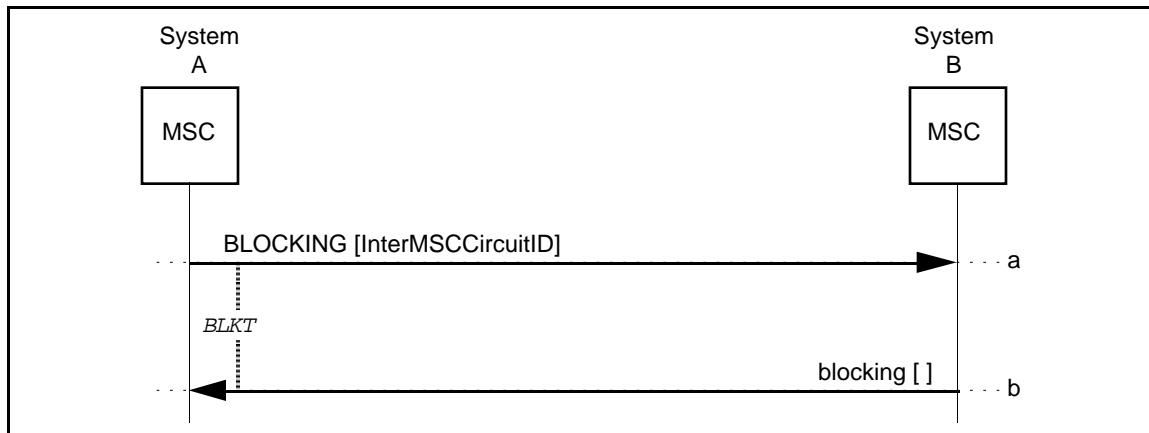 System
A
System
B
MSC
MSC
BLOCKING [InterMSCCircuitID]
a
BLKT
blocking [ ]
b